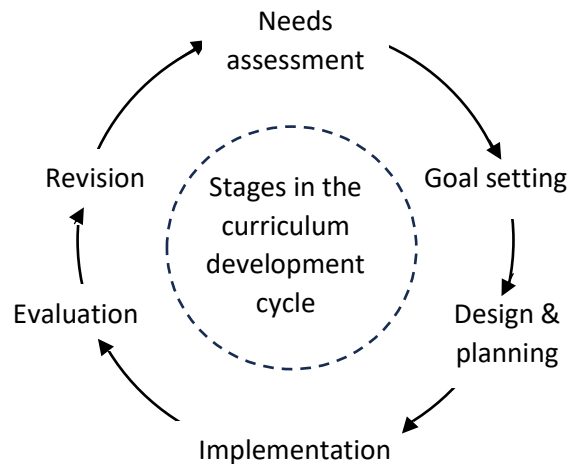 Needs
assessment
Goal setting
Design &
planning
Implementation
Evaluation
Revision
Stages in the
curriculum
development
cycle